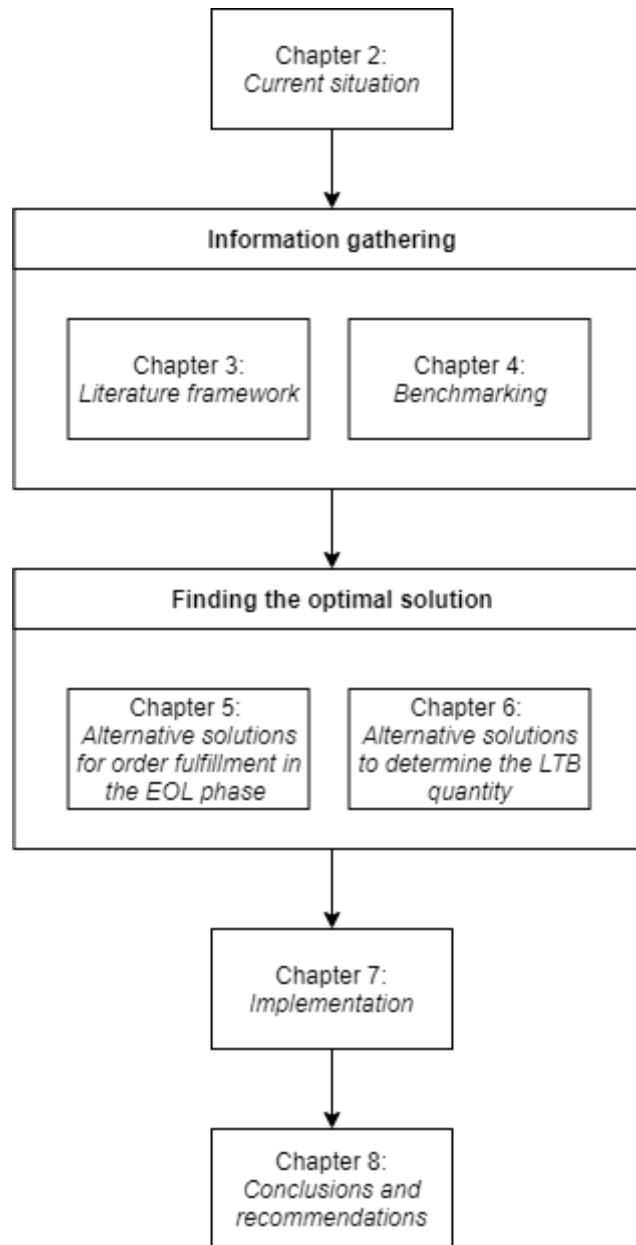 Chapter 2:
Current situation
Information gathering
Chapter 3:
Literature framework
Chapter 4:
Benchmarking
Finding the optimal solution
Chapter 5:
Alternative solutions
for order fulfillment in
the EOL phase
Chapter 6:
Alternative solutions
to determine the LTB
quantity
Chapter 7:
Implementation
Chapter 8:
Conclusions and
recommendations